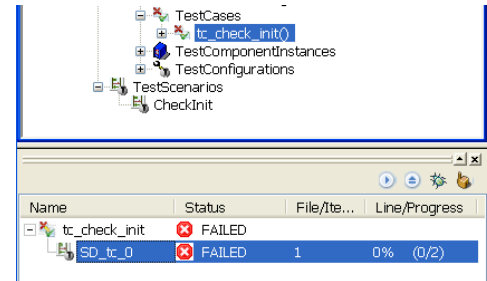 TestCases
tc_check_init()
TestComponentInstances
TestConfigurations
TestScenarios
CheckInit
Name Status File/Ite... Line/Progress
tc_check_init FAILED
SD_tc_0 FAILED 1 0% (0/2)